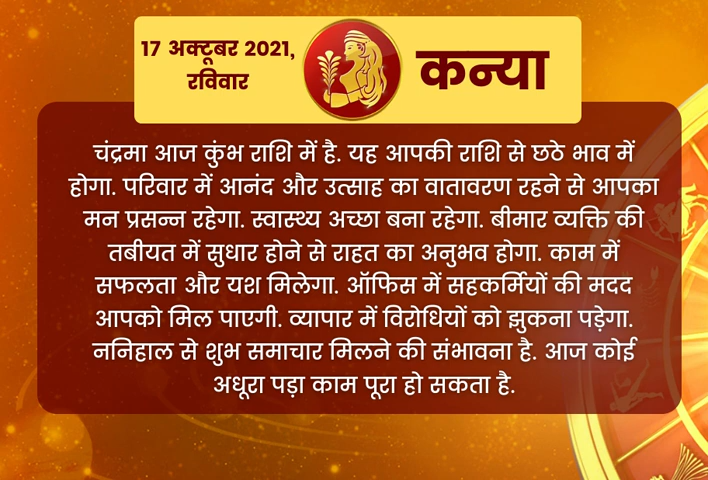 17 अक्टूबर 2021,
रविवार
कन्या
चंद्रमा आज कुंभ राशि में है. यह आपकी राशि से छठे भाव में
होगा. परिवार में आनंद और उत्साह का वातावरण रहने से आपका
मन प्रसन्न रहेगा. स्वास्थ्य अच्छा बना रहेगा. बीमार व्यक्ति की
तबीयत में सुधार होने से राहत का अनुभव होगा. काम में
सफलता और यश मिलेगा. ऑफिस में सहकर्मियों की मदद
आपको मिल पाएगी. व्यापार में विरोधियों को झुकना पड़ेगा.
ननिहाल से शुभ समाचार मिलने की संभावना है. आज कोई
अधूरा पड़ा काम पूरा हो सकता है.